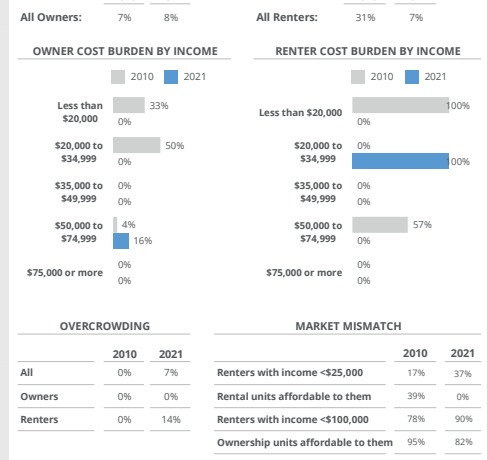 All Owners: 7% 8%
All Renters: 31% 7%
OWNER COST BURDEN BY INCOME
2010 2021
Less than $20,000 33%
0%
$20,000 to $34,999 50%
0%
$35,000 to $49,999 0%
0%
$50,000 to $74,999 4%
16%
$75,000 or more 0%
0%
RENTER COST BURDEN BY INCOME
2010 2021
Less than $20,000 100%
0%
$20,000 to $34,999 0%
100%
$35,000 to $49,999 0%
0%
$50,000 to $74,999 57%
0%
$75,000 or more 0%
0%
OVERCROWDING
2010 2021
All 0% 7%
Owners 0% 0%
Renters 0% 14%
MARKET MISMATCH
2010 2021
Renters with income <$25,000 17% 37%
Rental units affordable to them 39% 0%
Renters with income <$100,000 78% 90%
Ownership units affordable to them 95% 82%